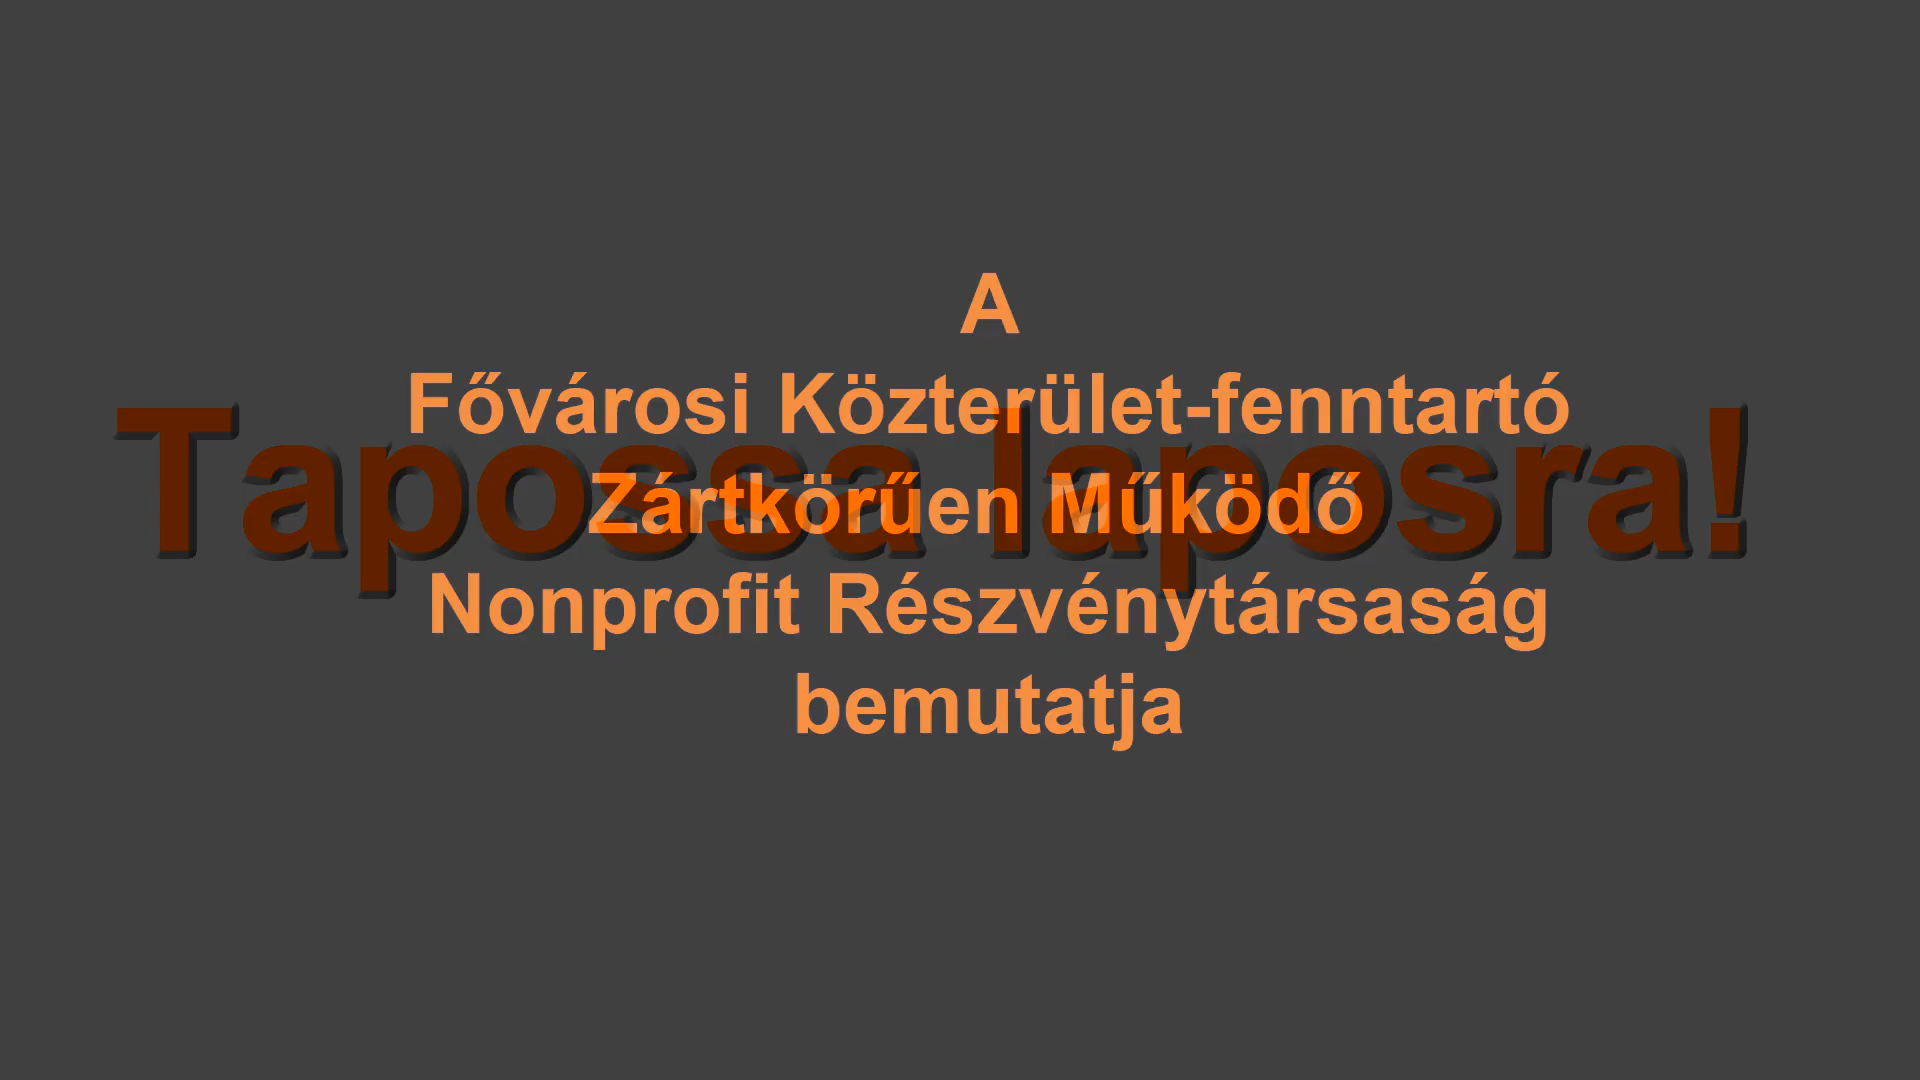 A
Fővárosi Közterület-fenntartó
Tapossa laposra!
Zártkörűen Működő
Nonprofit Részvénytársaság
bemutatja